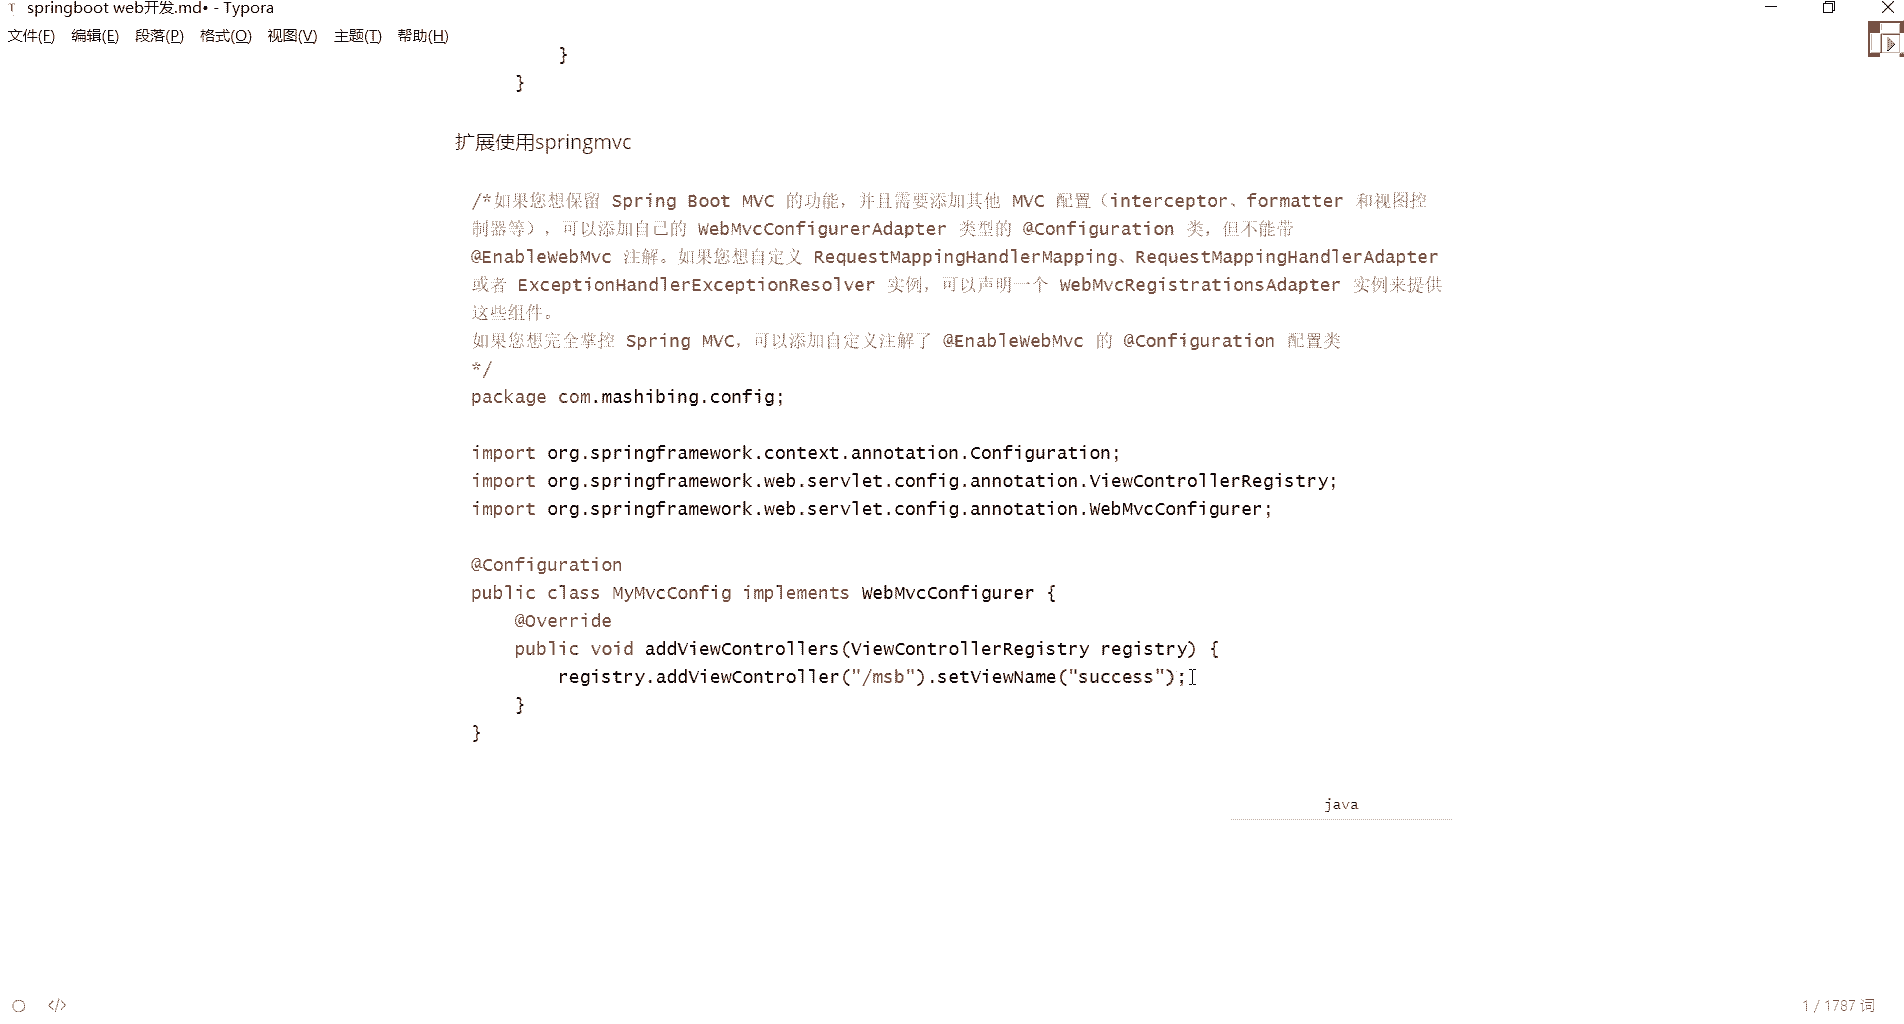 springboot web开发.md• - Typora
文件(F) 编辑(E) 段落(P) 格式(O) 视图(V) 主题(T) 帮助(H)
}
}
扩展使用springmvc
/*如果您想保留 Spring Boot MVC 的功能，并且需要添加其他 MVC 配置（interceptor、formatter 和视图控
制器等），可以添加自己的 WebMvcConfigurerAdapter 类型的 @Configuration 类，但不能带
@EnableWebMvc 注解。如果您想自定义 RequestMappingHandlerMapping、RequestMappingHandlerAdapter
或者 ExceptionHandlerExceptionResolver 实例，可以声明一个 WebMvcRegistrationsAdapter 实例来提供
这些组件。
如果您想完全掌控 Spring MVC，可以添加自定义注解了 @EnableWebMvc 的 @Configuration 配置类
*/
package com.mashibing.config;
import org.springframework.context.annotation.Configuration;
import org.springframework.web.servlet.config.annotation.ViewControllerRegistry;
import org.springframework.web.servlet.config.annotation.WebMvcConfigurer;
@Configuration
public class MyMvcConfig implements WebMvcConfigurer {
@Override
public void addViewControllers(ViewControllerRegistry registry) {
registry.addViewController("/msb").setViewName("success");
}
}
java
</> 1 / 1787 词